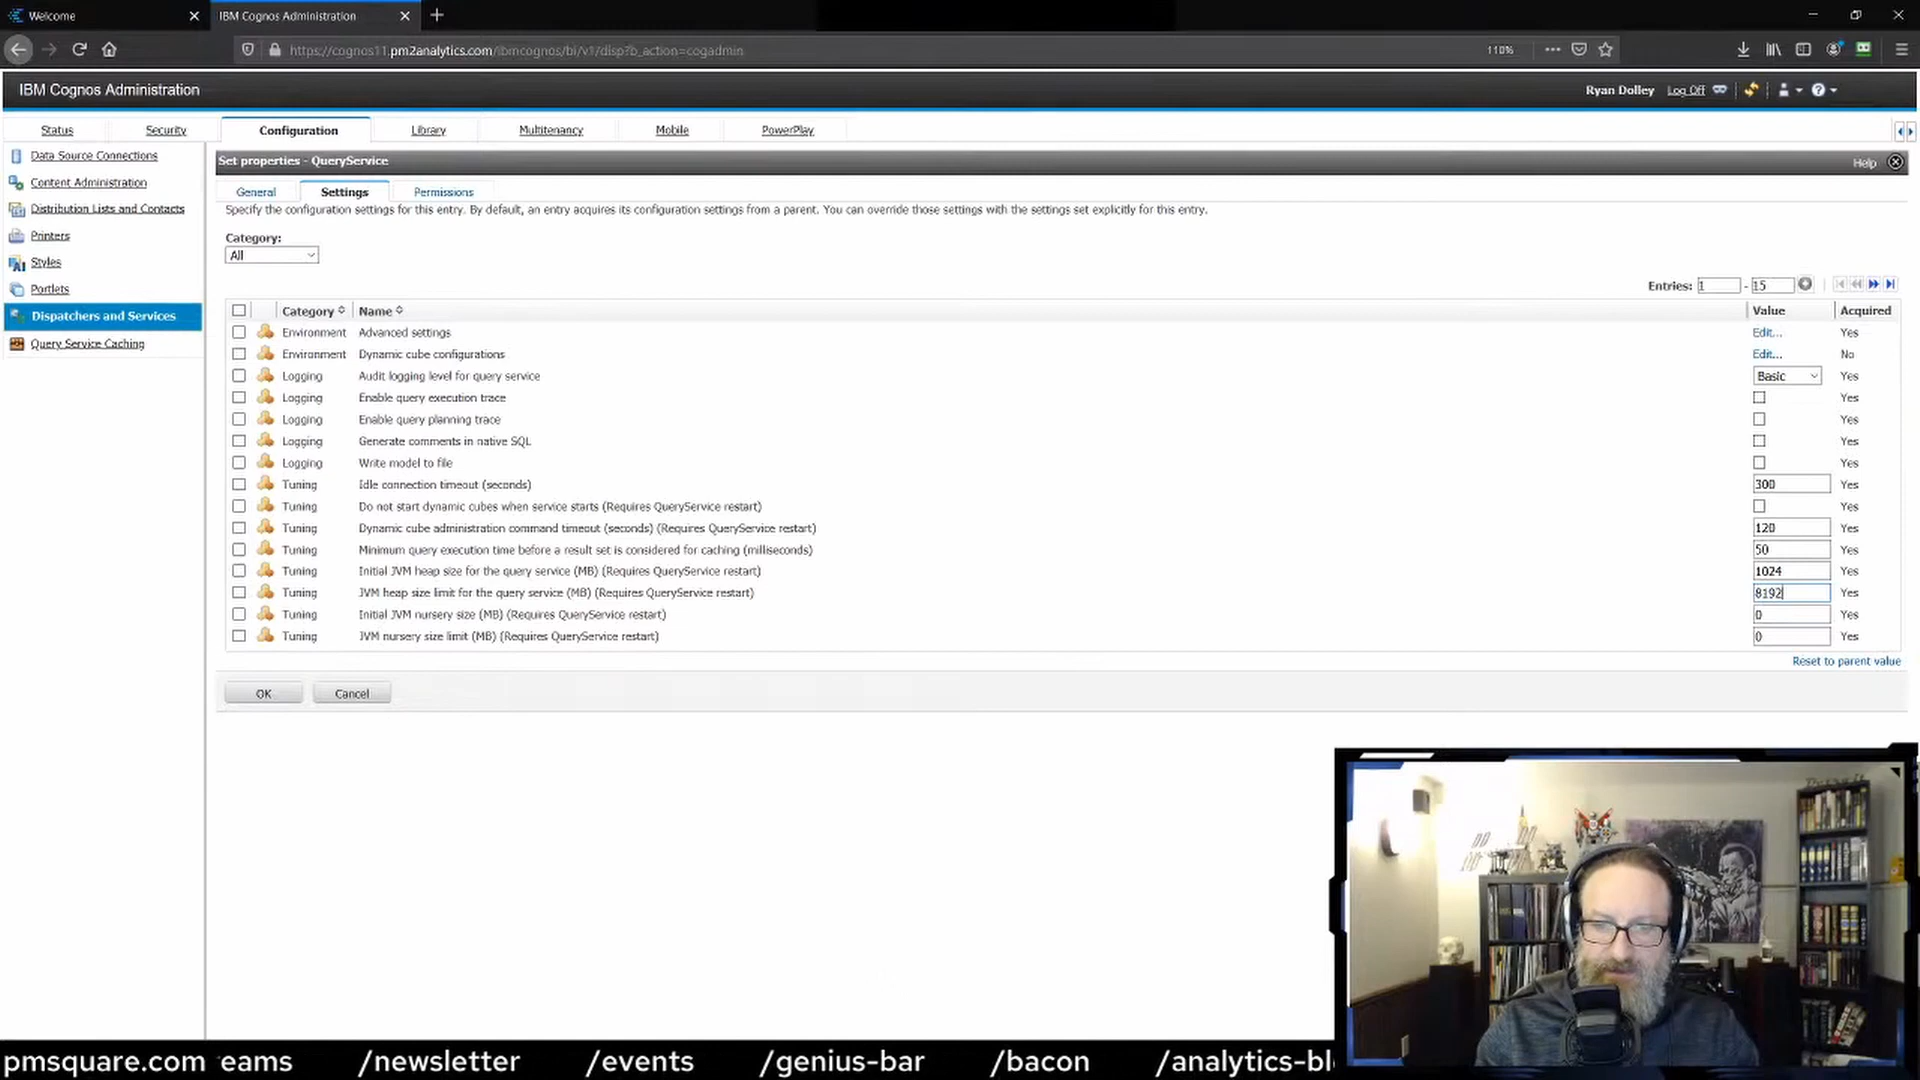 Welcome
IBM Cognos Administration
https://cognos11.pm2analytics.com/ibmcognos/bi/v1/disp?b_action=cogadmin
110%
IBM Cognos Administration
Ryan Dolley Log Off
Status Security Configuration Library Multitenancy Mobile PowerPlay
Data Source Connections
Content Administration
Distribution Lists and Contacts
Printers
Styles
Portlets
Dispatchers and Services
Query Service Caching
Set properties - QueryService Help
General Settings Permissions
Specify the configuration settings for this entry. By default, an entry acquires its configuration settings from a parent. You can override those settings with the settings set explicitly for this entry.
Category:
All
Entries: 1 - 15
Category Name Value Acquired
Environment Advanced settings Edit... Yes
Environment Dynamic cube configurations Edit... No
Logging Audit logging level for query service Basic Yes
Logging Enable query execution trace Yes
Logging Enable query planning trace Yes
Logging Generate comments in native SQL Yes
Logging Write model to file Yes
Tuning Idle connection timeout (seconds) 300 Yes
Tuning Do not start dynamic cubes when service starts (Requires QueryService restart) Yes
Tuning Dynamic cube administration command timeout (seconds) (Requires QueryService restart) 120 Yes
Tuning Minimum query execution time before a result set is considered for caching (milliseconds) 50 Yes
Tuning Initial JVM heap size for the query service (MB) (Requires QueryService restart) 1024 Yes
Tuning JVM heap size limit for the query service (MB) (Requires QueryService restart) 8192 Yes
Tuning Initial JVM nursery size (MB) (Requires QueryService restart) 0 Yes
Tuning JVM nursery size limit (MB) (Requires QueryService restart) 0 Yes
Reset to parent value
OK Cancel
pmsquare.com eams /newsletter /events /genius-bar /bacon /analytics-bl